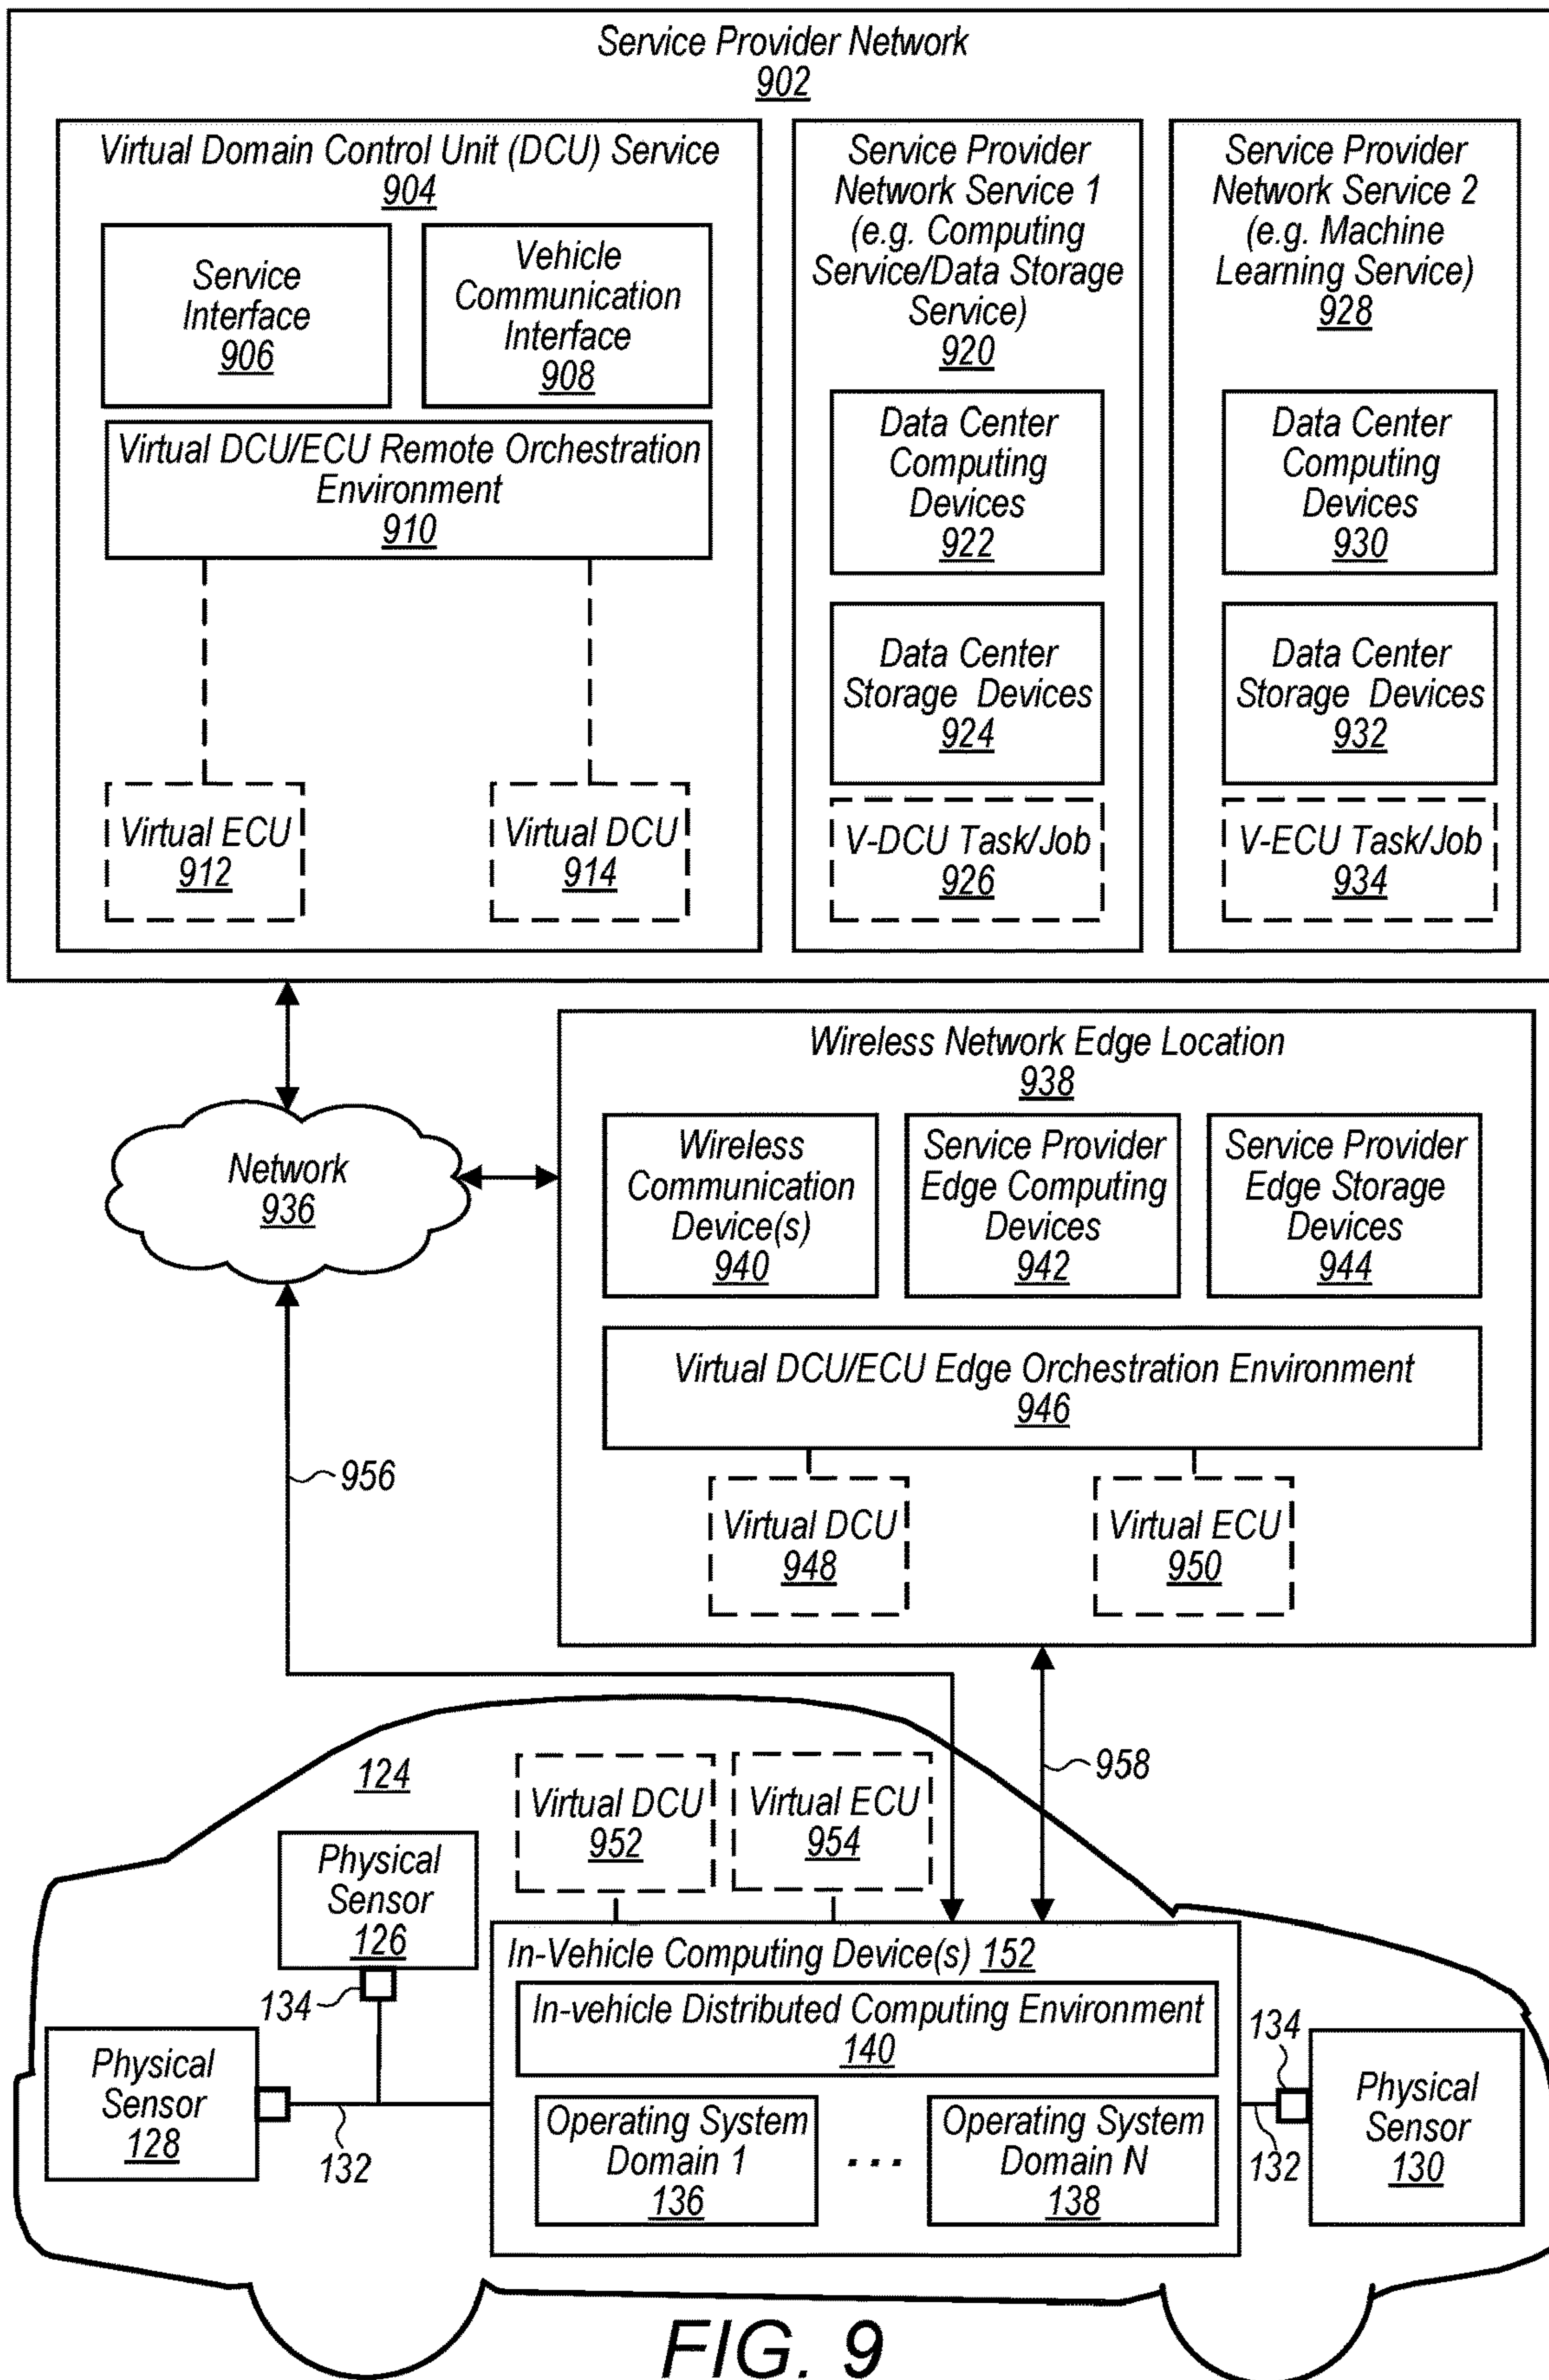 Service Provider Network
902
Virtual Domain Control Unit (DCU) Service
904
Service
Interface
906
Vehicle
Communication
Interface
908
Virtual DCU/ECU Remote Orchestration
Environment
910
Virtual ECU
912
Virtual DCU
914
Service Provider
Network Service 1
(e.g. Computing
Service/Data Storage
Service)
920
Data Center
Computing
Devices
922
Data Center
Storage Devices
924
V-DCU Task/Job
926
Service Provider
Network Service 2
(e.g. Machine
Learning Service)
928
Data Center
Computing
Devices
930
Data Center
Storage Devices
932
V-ECU Task/Job
934
Network
936
Wireless Network Edge Location
938
Wireless
Communication
Device(s)
940
Service Provider
Edge Computing
Devices
942
Service Provider
Edge Storage
Devices
944
Virtual DCU/ECU Edge Orchestration Environment
946
Virtual DCU
948
Virtual ECU
950
956
958
124
Virtual DCU
952
Virtual ECU
954
Physical
Sensor
126
134
Physical
Sensor
128
132
In-Vehicle Computing Device(s) 152
In-vehicle Distributed Computing Environment
140
Operating System
Domain 1
136
...
Operating System
Domain N
138
134
132
Physical
Sensor
130
FIG. 9